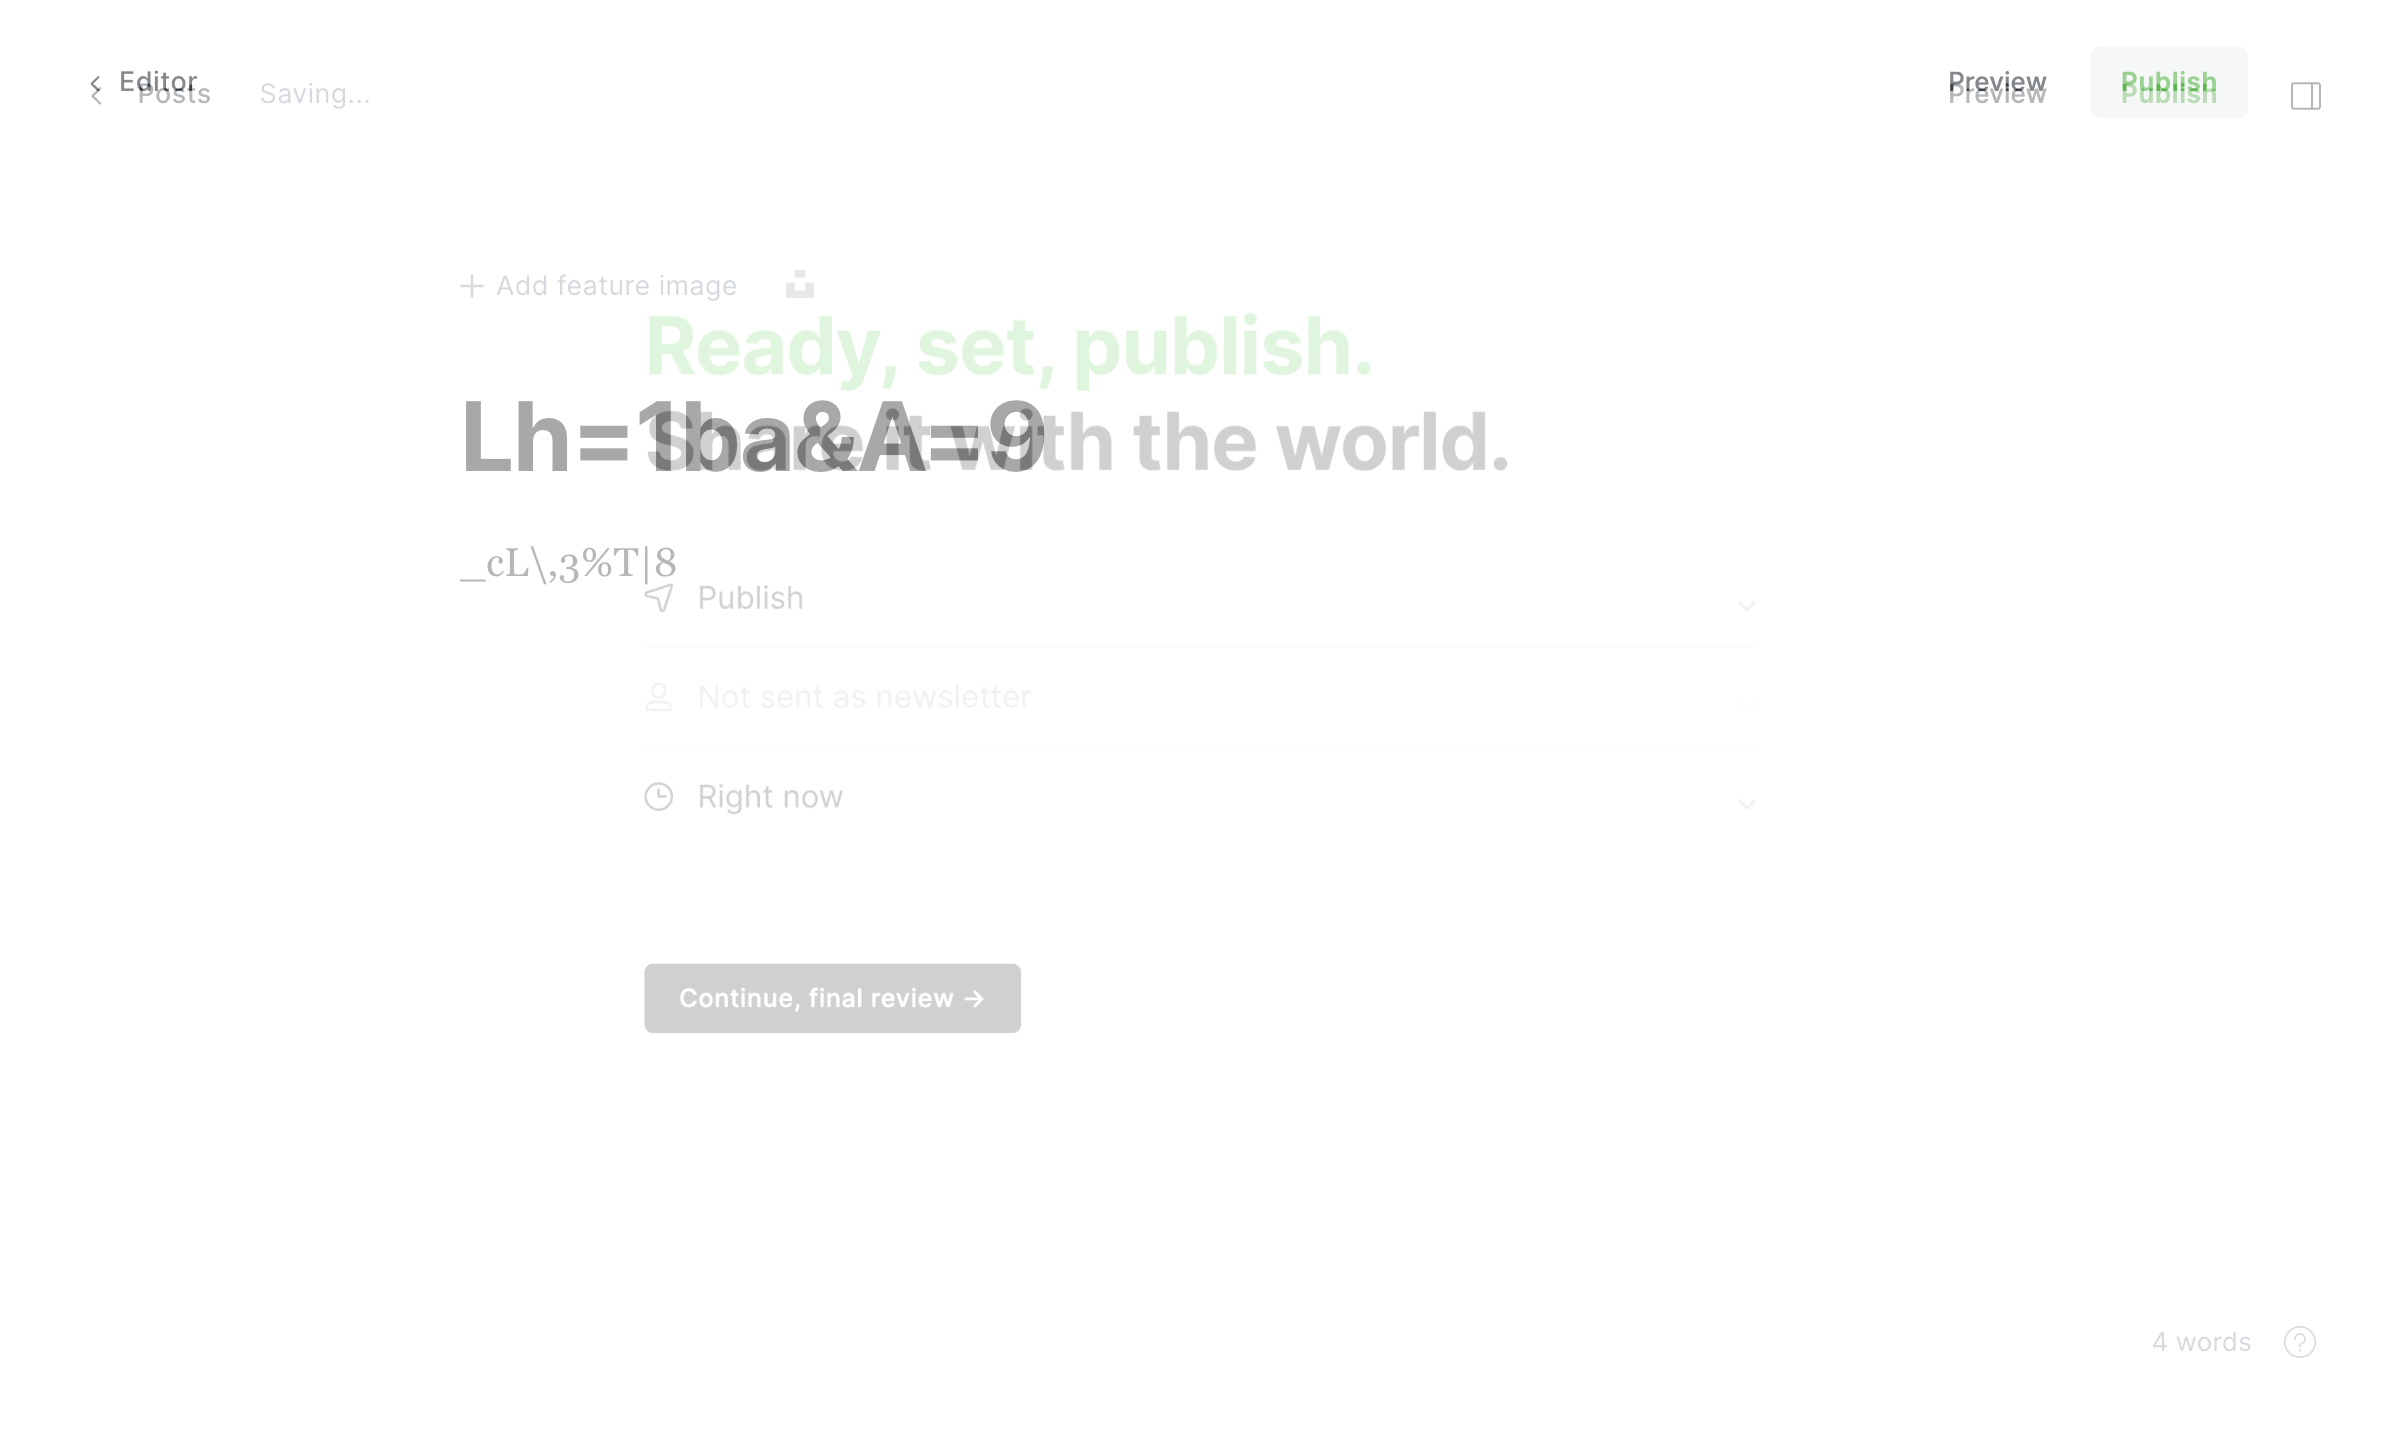 Editor
Posts
Saving...
Preview
Preview
Publish
Publish
Add feature image
Ready, set, publish.
Share it with the world.
Lh=1ba&A=9
_cL\,3%T|8
Publish
Not sent as newsletter
Right now
Continue, final review →
4 words
?